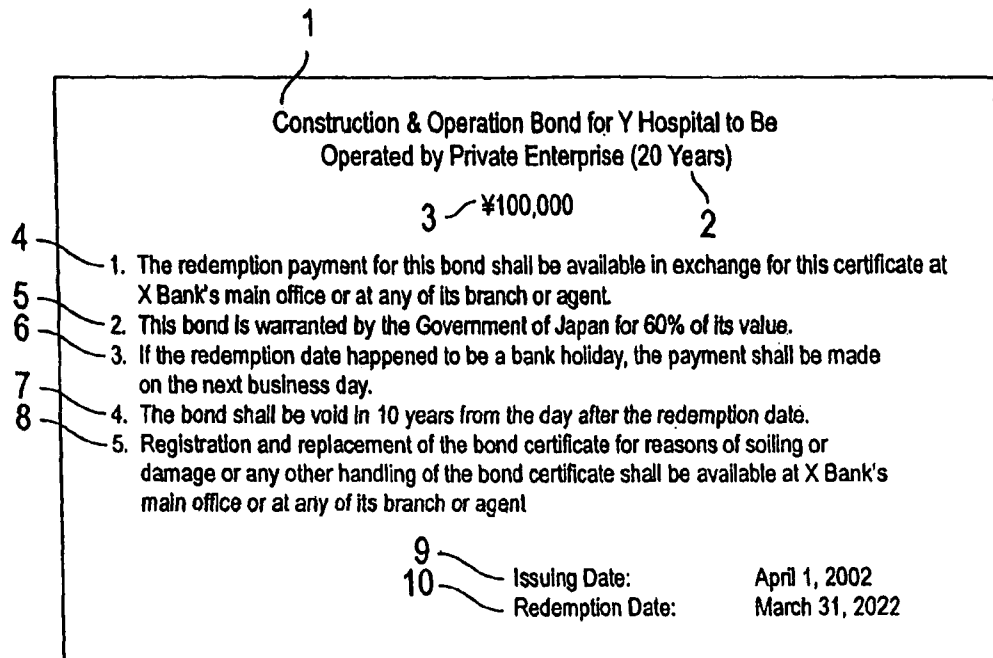 1
Construction & Operation Bond for Y Hospital to Be
Operated by Private Enterprise (20 Years)
3 ¥100,000 2
4 1. The redemption payment for this bond shall be available in exchange for this certificate at
X Bank's main office or at any of its branch or agent.
5 2. This bond is warranted by the Government of Japan for 60% of its value.
6 3. If the redemption date happened to be a bank holiday, the payment shall be made
on the next business day.
7 4. The bond shall be void in 10 years from the day after the redemption date.
8 5. Registration and replacement of the bond certificate for reasons of soiling or
damage or any other handling of the bond certificate shall be available at X Bank's
main office or at any of its branch or agent
9 Issuing Date: April 1, 2002
10 Redemption Date: March 31, 2022